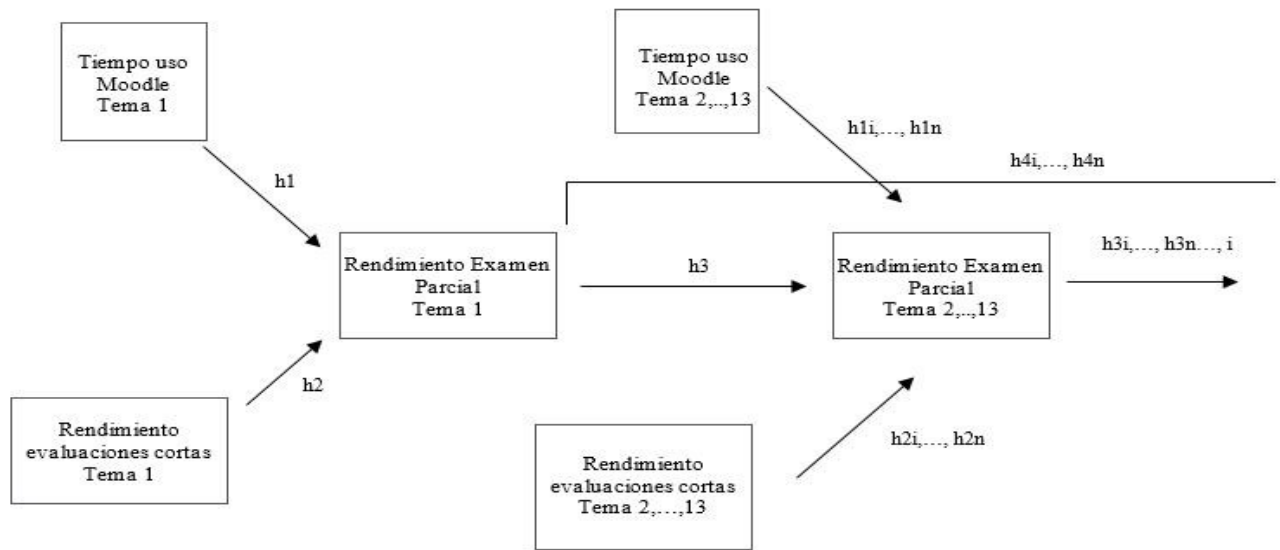 Tiempo uso
Moodle
Tema 1
Tiempo uso
Moodle
Tema 2,..,13
h1
h1i,…, h1n
h4i,…, h4n
Rendimiento Examen
Parcial
Tema 1
h3
Rendimiento Examen
Parcial
Tema 2,..,13
h3i,…, h3n…, i
h2
Rendimiento
evaluaciones cortas
Tema 1
h2i,…, h2n
Rendimiento
evaluaciones cortas
Tema 2,…,13